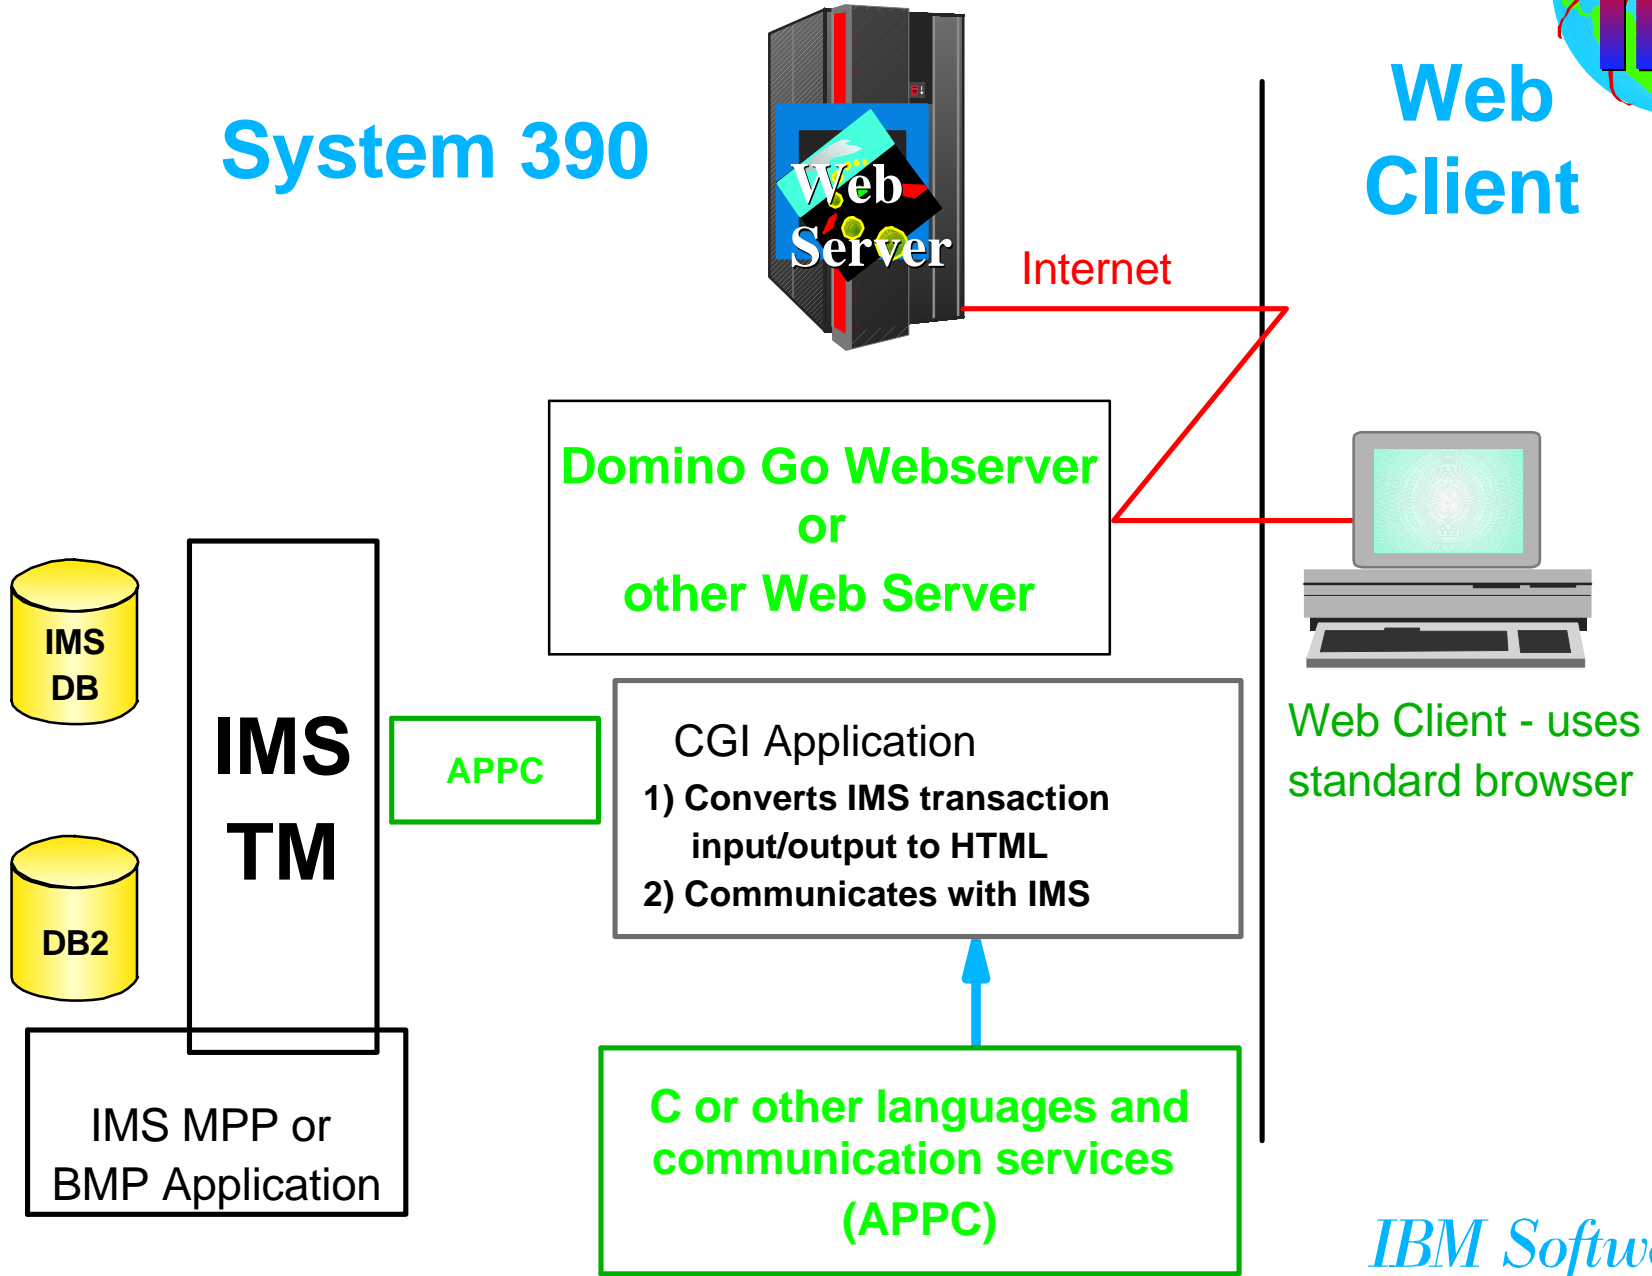 System 390
Web
Server
Web
Client
Internet
Domino Go Webserver
or
other Web Server
IMS
DB
DB2
IMS
TM
APPC
CGI Application
1) Converts IMS transaction
input/output to HTML
2) Communicates with IMS
Web Client - uses
standard browser
IMS MPP or
BMP Application
C or other languages and
communication services
(APPC)
IBM